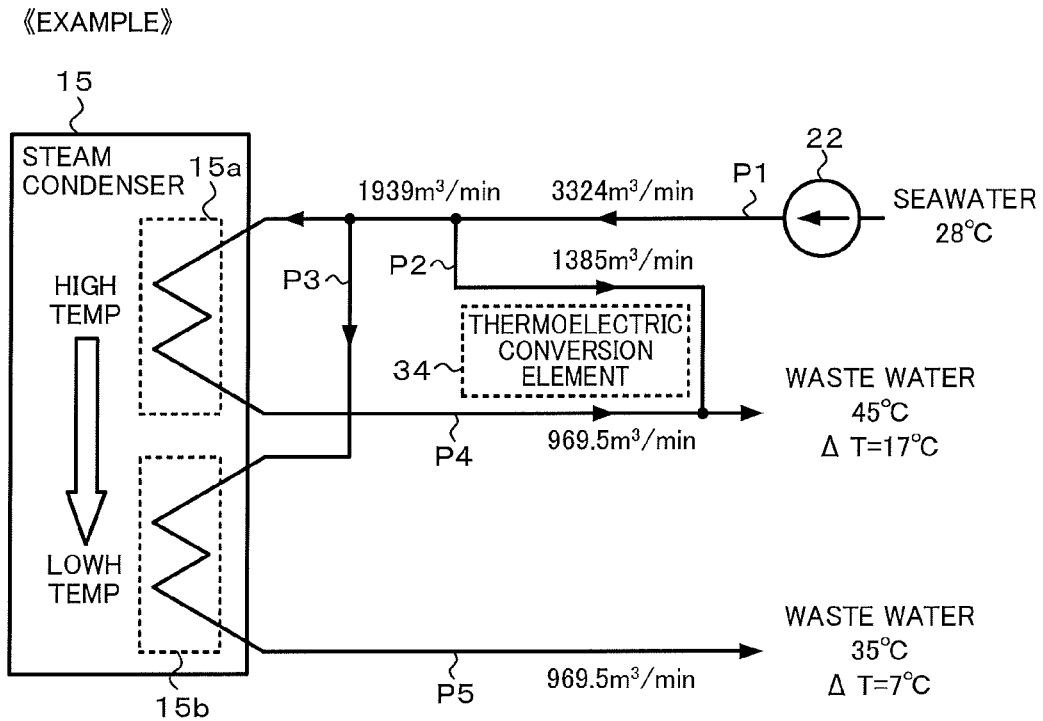 《EXAMPLE》
15
STEAM
CONDENSER
15a
22
1939m³/min
3324m³/min
P1
SEAWATER
28°C
P2
1385m³/min
P3
HIGH
TEMP
THERMOELECTRIC
CONVERSION
ELEMENT
34
WASTE WATER
45°C
Δ T=17°C
P4
969.5m³/min
LOWH
TEMP
WASTE WATER
35°C
Δ T=7°C
P5
969.5m³/min
15b